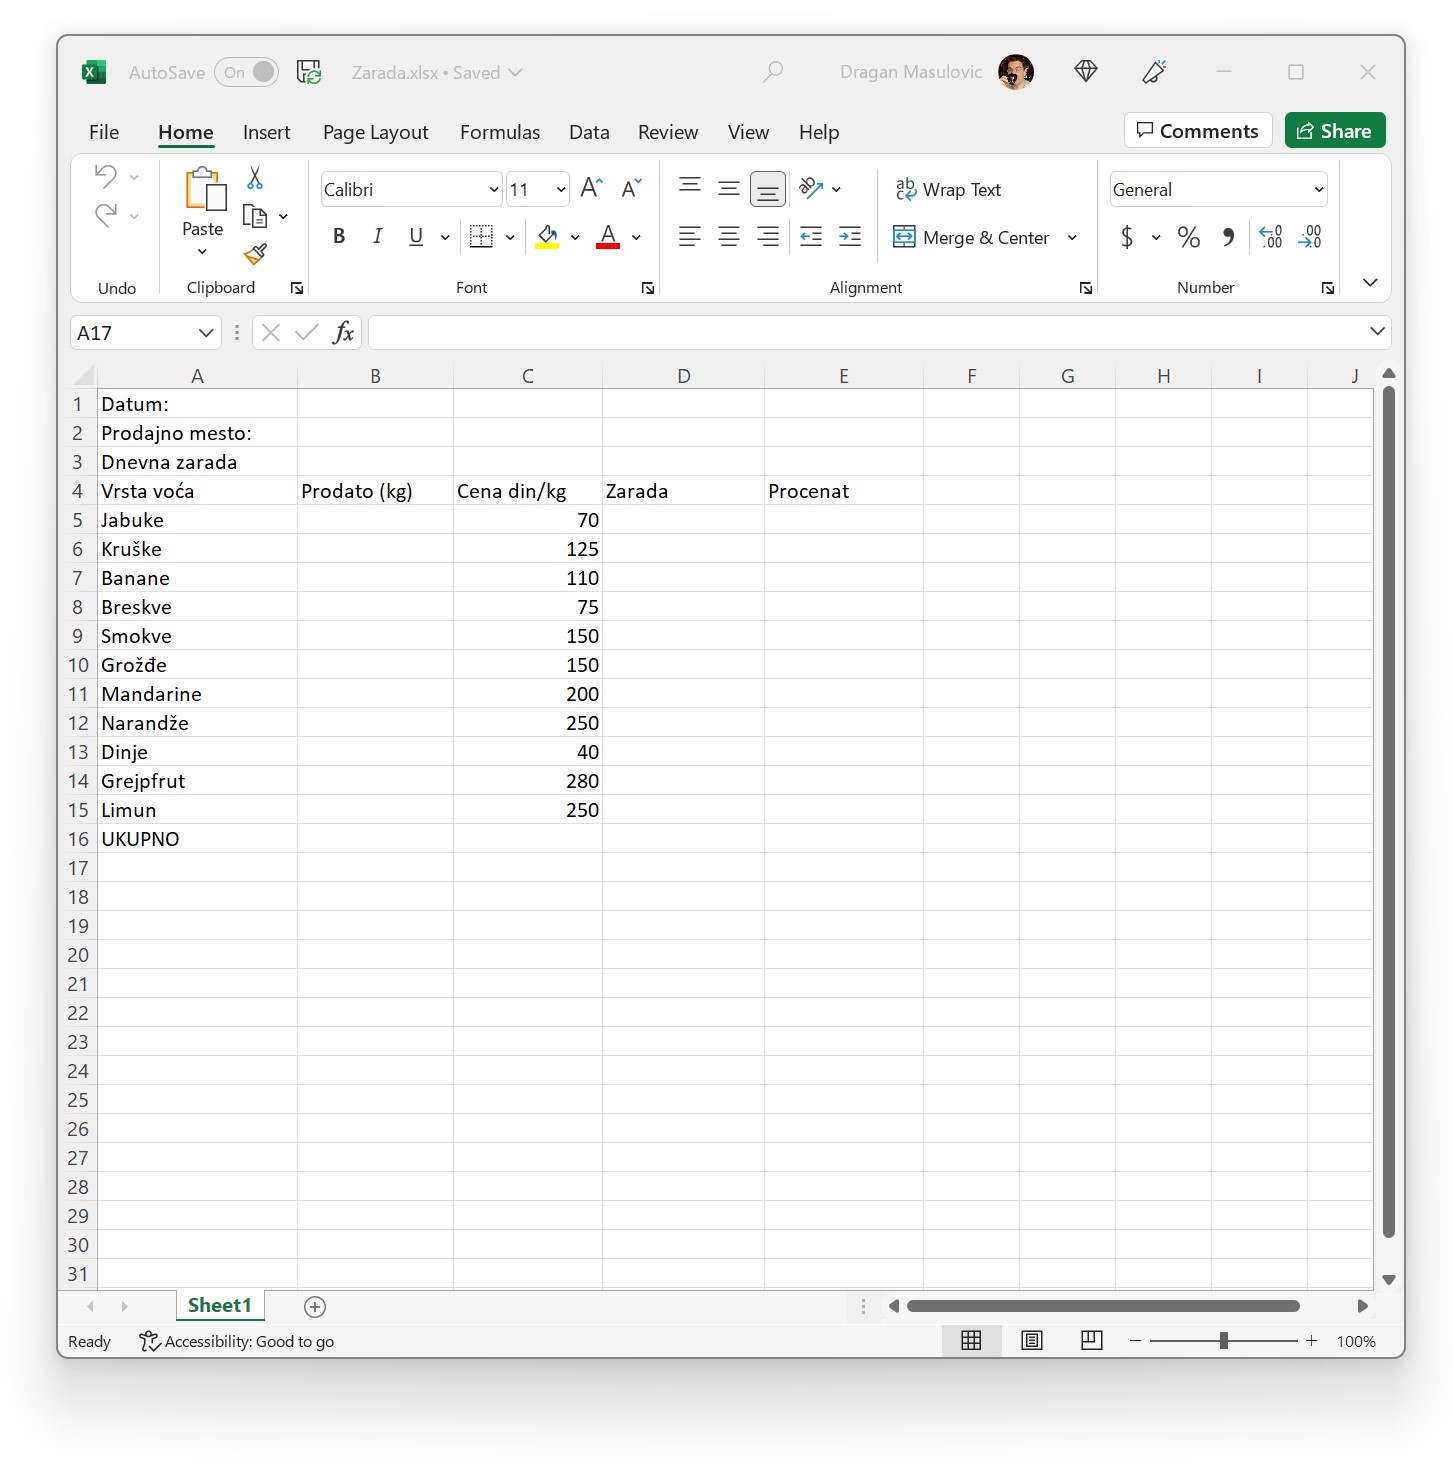 AutoSave On Zarada.xlsx • Saved Dragan Masulovic
File Home Insert Page Layout Formulas Data Review View Help Comments Share
Calibri 11 ab Wrap Text General
Paste B I U A Merge & Center $ % 9 .00 .00
Undo Clipboard Font Alignment Number
A17 fx
A B C D E F G H I J
1 Datum:
2 Prodajno mesto:
3 Dnevna zarada
4 Vrsta voća Prodato (kg) Cena din/kg Zarada Procenat
5 Jabuke 70
6 Kruške 125
7 Banane 110
8 Breskve 75
9 Smokve 150
10 Grožđe 150
11 Mandarine 200
12 Narandže 250
13 Dinje 40
14 Grejpfrut 280
15 Limun 250
16 UKUPNO
17
18
19
20
21
22
23
24
25
26
27
28
29
30
31
Sheet1
Ready Accessibility: Good to go 100%